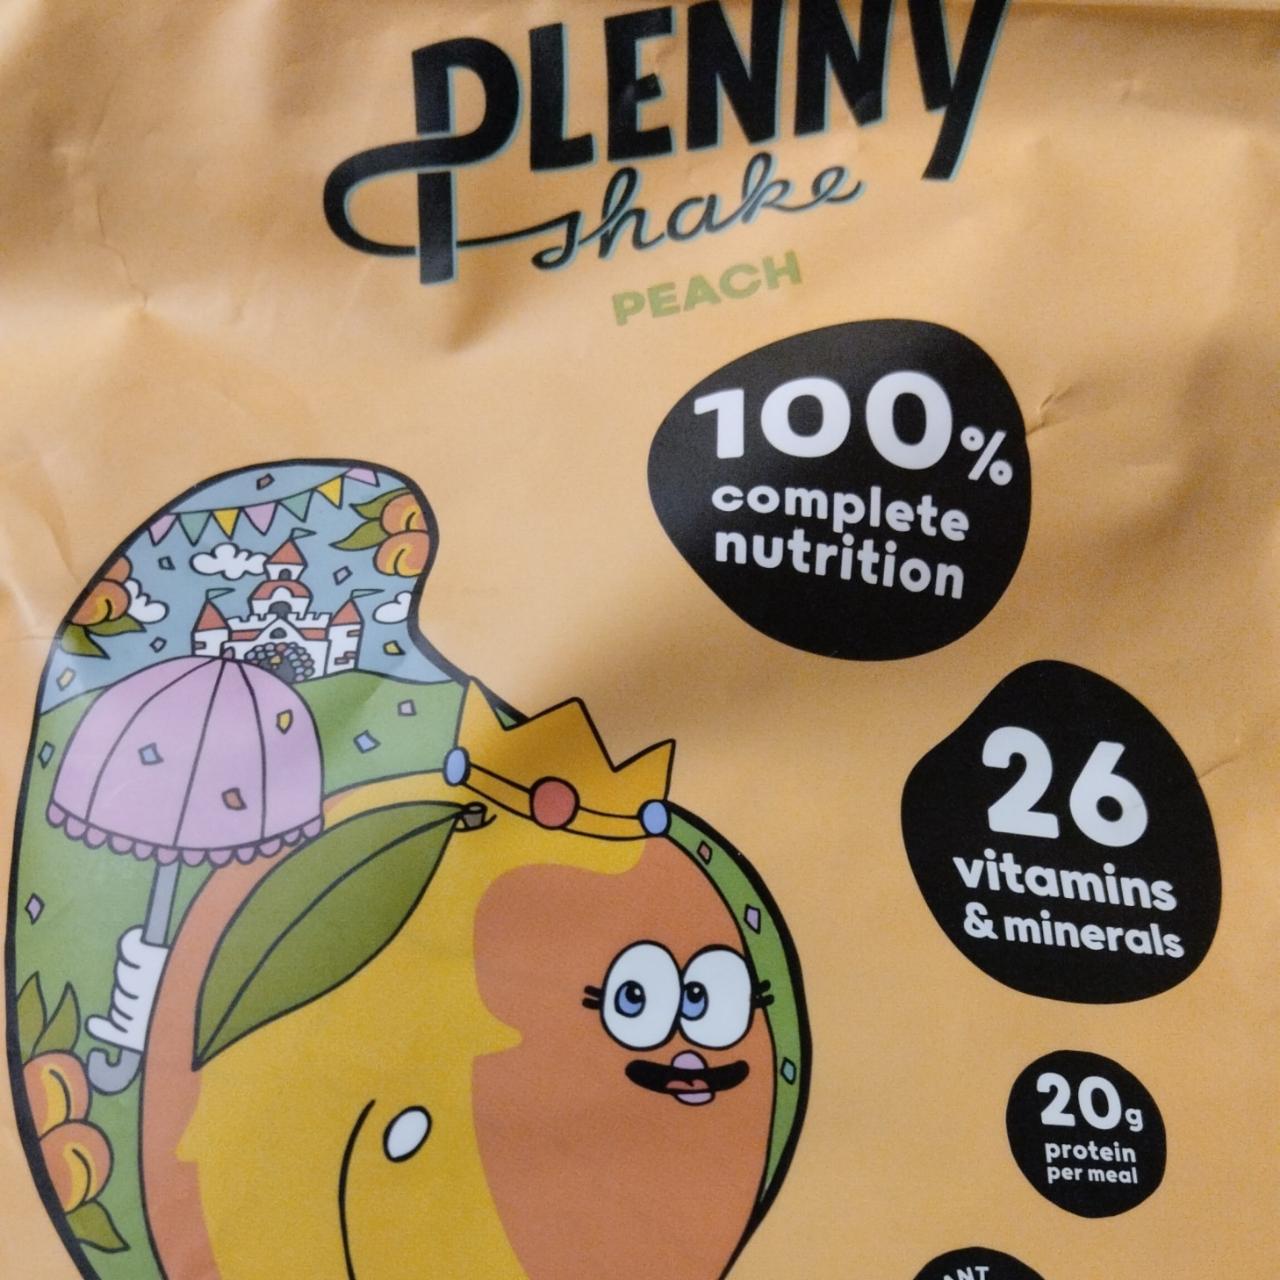 PLENNY
shake
PEACH
100%
complete
nutrition
26
vitamins
& minerals
20g
protein
per meal